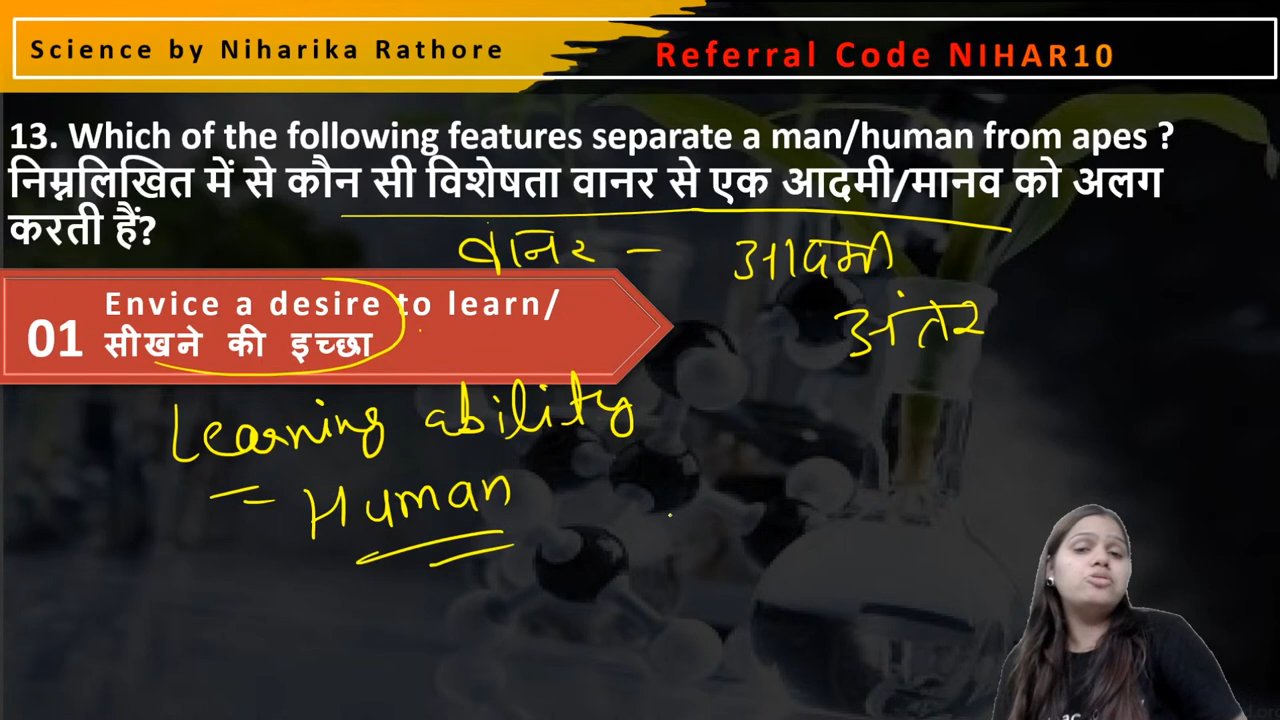 Science by Niharika Rathore
Referral Code NIHAR10
13. Which of the following features separate a man/human from apes ?
निम्नलिखित में से कौन सी विशेषता वानर से एक आदमी/मानव को अलग
करती हैं?
वानर - आदमी
अंतर
01
Envice a desire to learn/
सीखने की इच्छा
Learning ability
= Human